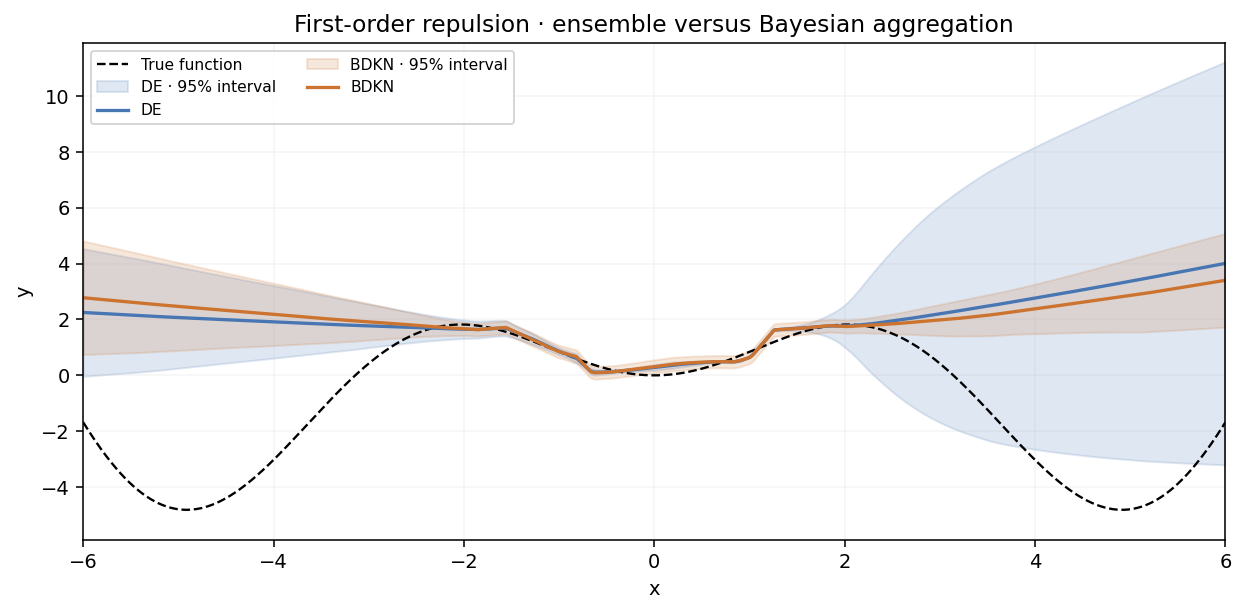 First-order repulsion · ensemble versus Bayesian aggregation
True function
DE · 95% interval
DE
BDKN · 95% interval
BDKN
y
10
8
6
4
2
0
−2
−4
−6
−4
−2
0
2
4
6
x